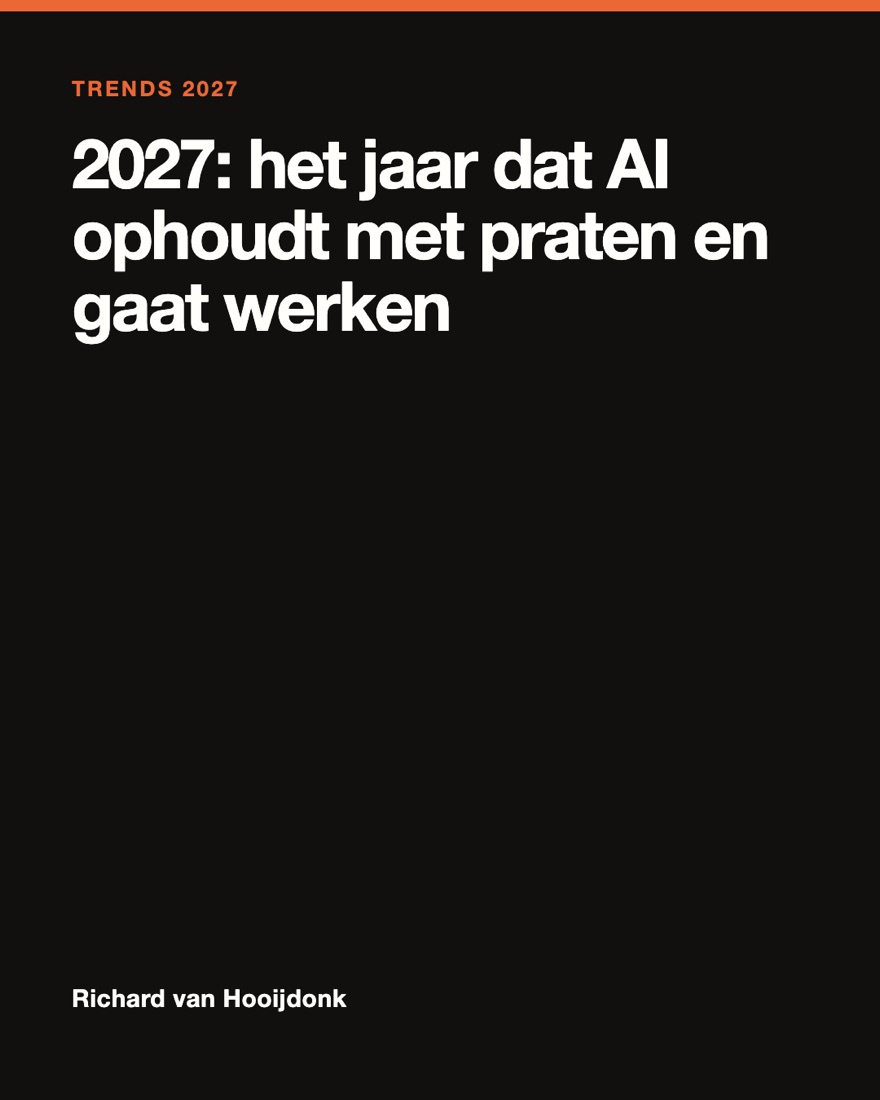 TRENDS 2027
2027: het jaar dat AI
ophoudt met praten en
gaat werken
Richard van Hooijdonk